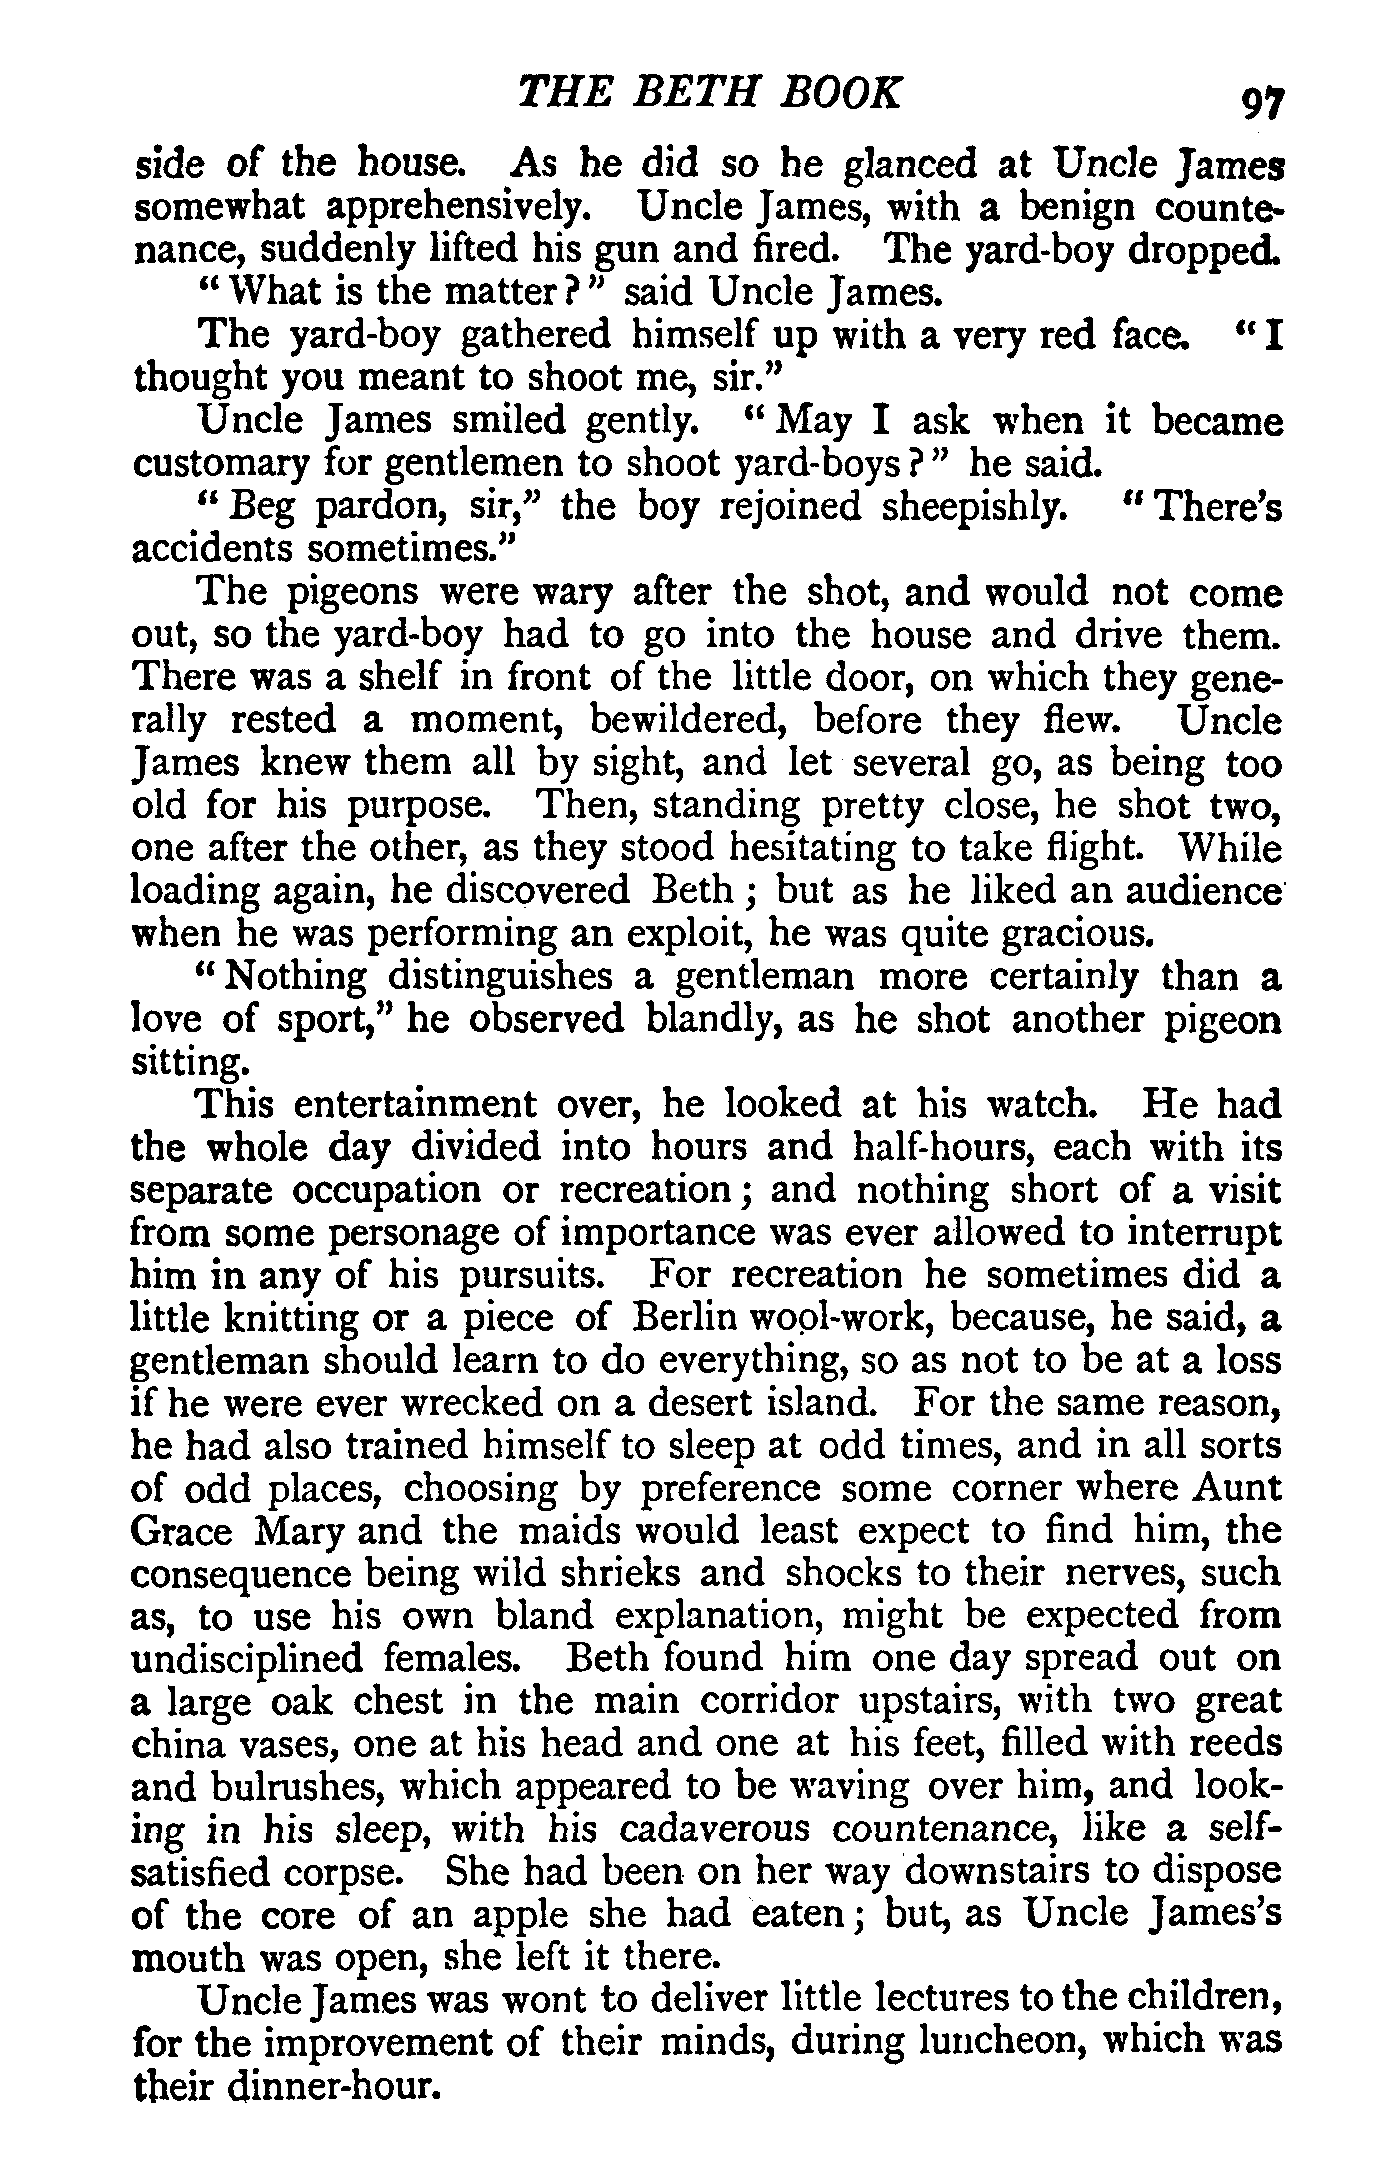 THE BETH BOOK 97
side of the house. As he did so he glanced at Uncle James
somewhat apprehensively. Uncle James, with a benign counte-
nance, suddenly lifted his gun and fired. The yard-boy dropped.
“What is the matter?” said Uncle James.
The yard-boy gathered himself up with a very red face. “I
thought you meant to shoot me, sir.”
Uncle James smiled gently. “May I ask when it became
customary for gentlemen to shoot yard-boys?” he said.
“Beg pardon, sir,” the boy rejoined sheepishly. “There’s
accidents sometimes.”
The pigeons were wary after the shot, and would not come
out, so the yard-boy had to go into the house and drive them.
There was a shelf in front of the little door, on which they gene-
rally rested a moment, bewildered, before they flew. Uncle
James knew them all by sight, and let several go, as being too
old for his purpose. Then, standing pretty close, he shot two,
one after the other, as they stood hesitating to take flight. While
loading again, he discovered Beth; but as he liked an audience
when he was performing an exploit, he was quite gracious.
“Nothing distinguishes a gentleman more certainly than a
love of sport,” he observed blandly, as he shot another pigeon
sitting.
This entertainment over, he looked at his watch. He had
the whole day divided into hours and half-hours, each with its
separate occupation or recreation; and nothing short of a visit
from some personage of importance was ever allowed to interrupt
him in any of his pursuits. For recreation he sometimes did a
little knitting or a piece of Berlin wool-work, because, he said, a
gentleman should learn to do everything, so as not to be at a loss
if he were ever wrecked on a desert island. For the same reason,
he had also trained himself to sleep at odd times, and in all sorts
of odd places, choosing by preference some corner where Aunt
Grace Mary and the maids would least expect to find him, the
consequence being wild shrieks and shocks to their nerves, such
as, to use his own bland explanation, might be expected from
undisciplined females. Beth found him one day spread out on
a large oak chest in the main corridor upstairs, with two great
china vases, one at his head and one at his feet, filled with reeds
and bulrushes, which appeared to be waving over him, and look-
ing in his sleep, with his cadaverous countenance, like a self-
satisfied corpse. She had been on her way downstairs to dispose
of the core of an apple she had eaten; but, as Uncle James’s
mouth was open, she left it there.
Uncle James was wont to deliver little lectures to the children,
for the improvement of their minds, during luncheon, which was
their dinner-hour.